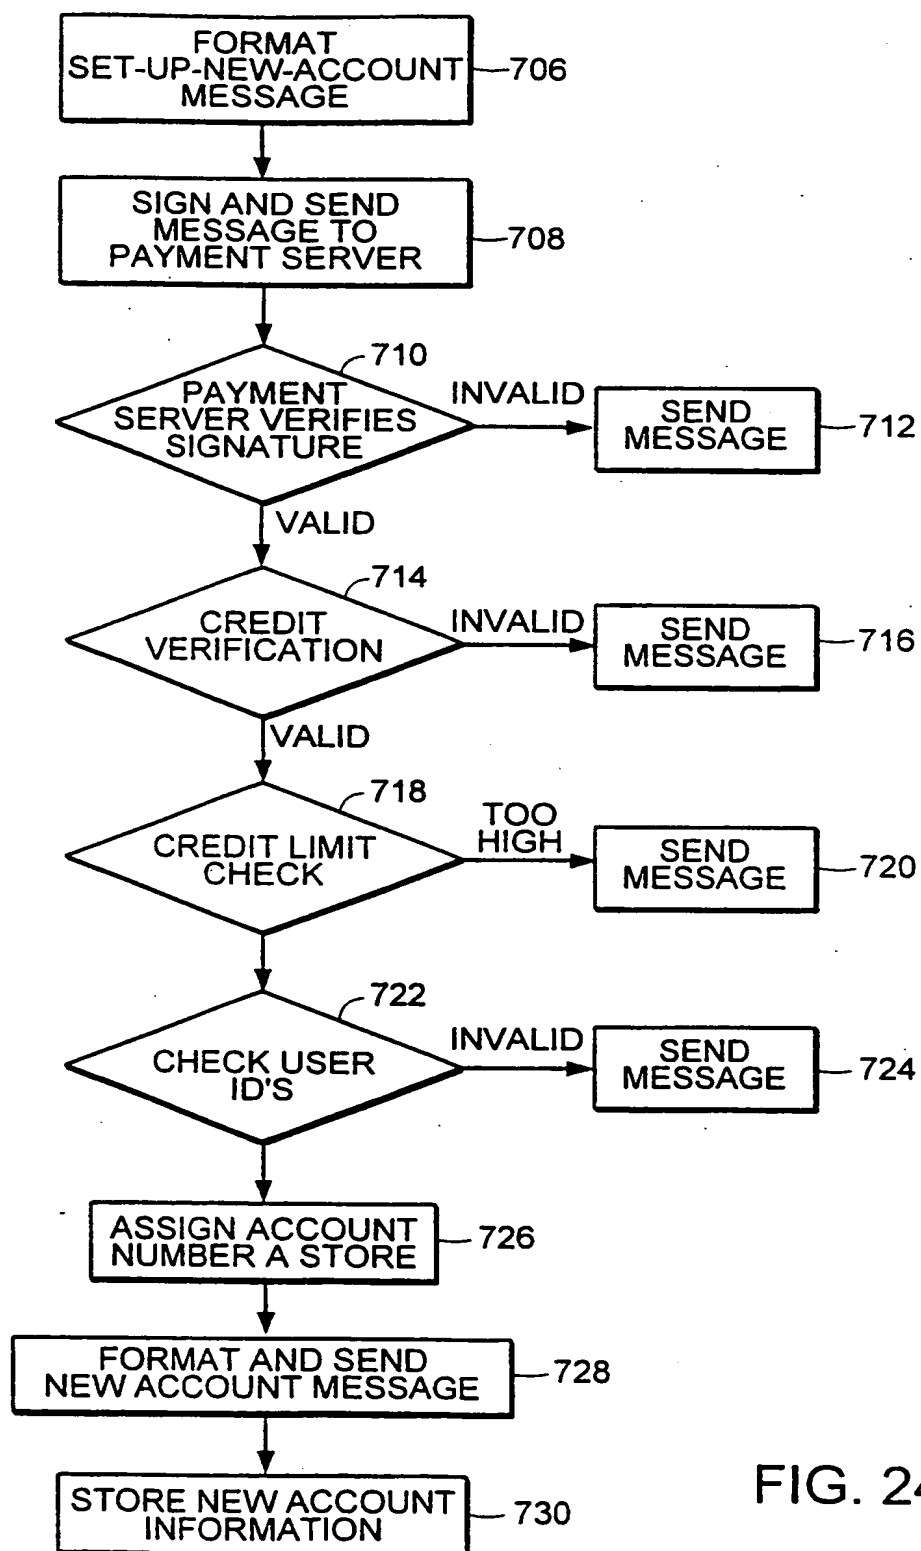 FORMAT
SET-UP-NEW-ACCOUNT
MESSAGE
706
SIGN AND SEND
MESSAGE TO
PAYMENT SERVER
708
710
PAYMENT
SERVER VERIFIES
SIGNATURE
INVALID
SEND
MESSAGE
712
VALID
714
CREDIT
VERIFICATION
INVALID
SEND
MESSAGE
716
VALID
718
CREDIT LIMIT
CHECK
TOO
HIGH
SEND
MESSAGE
720
722
CHECK USER
ID'S
INVALID
SEND
MESSAGE
724
ASSIGN ACCOUNT
NUMBER A STORE
726
FORMAT AND SEND
NEW ACCOUNT MESSAGE
728
STORE NEW ACCOUNT
INFORMATION
730
FIG. 24